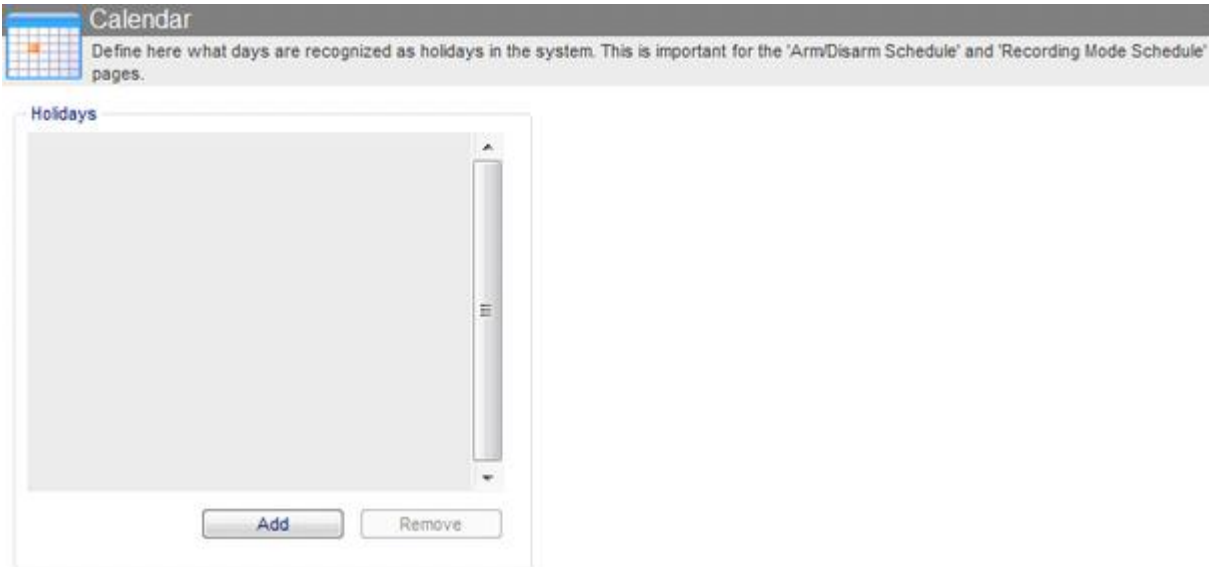 Calendar
Define here what days are recognized as holidays in the system. This is important for the 'Arm/Disarm Schedule' and 'Recording Mode Schedule'
pages.
Holidays
Add
Remove